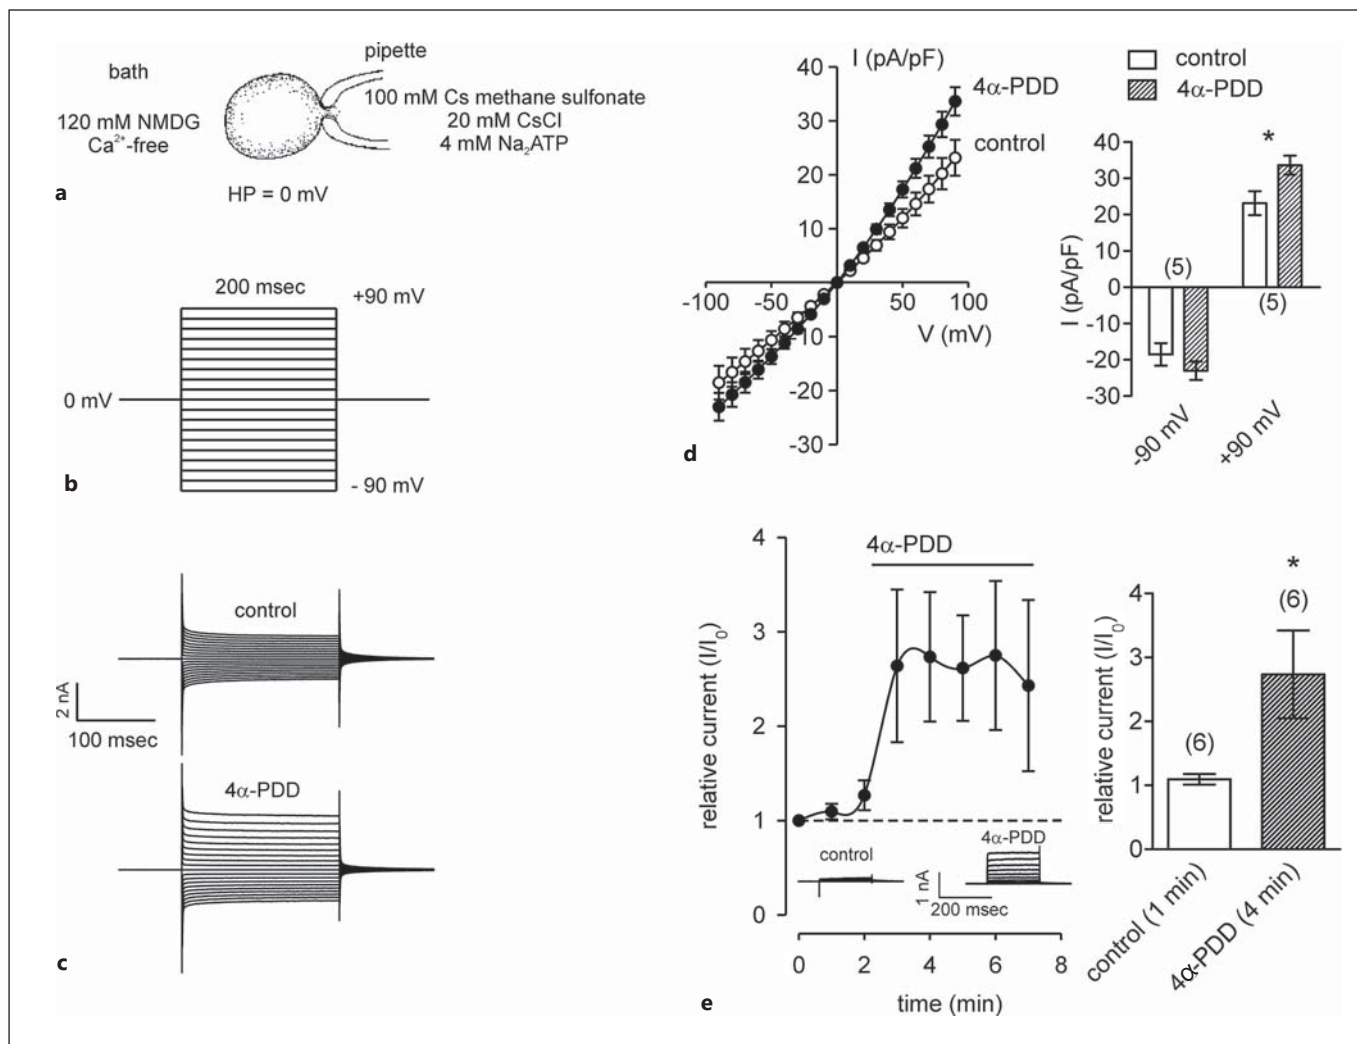 bath
pipette
120 mM NMDG
Ca²⁺-free
100 mM Cs methane sulfonate
20 mM CsCl
4 mM Na₂ATP
HP = 0 mV
a
200 msec
+90 mV
0 mV
- 90 mV
b
control
2 nA
100 msec
4α-PDD
c
I (pA/pF)
40
30
20
10
-10
-20
-30
-100
-50
50
100
V (mV)
4α-PDD
control
d
control
4α-PDD
I (pA/pF)
40
30
20
10
0
-10
-20
-30
*
(5)
(5)
-90 mV
+90 mV
relative current (I/I₀)
4
3
2
1
0
4α-PDD
control
4α-PDD
1 nA
200 msec
0
2
4
6
8
time (min)
e
relative current (I/I₀)
4
3
2
1
0
*
(6)
(6)
control (1 min)
4α-PDD (4 min)